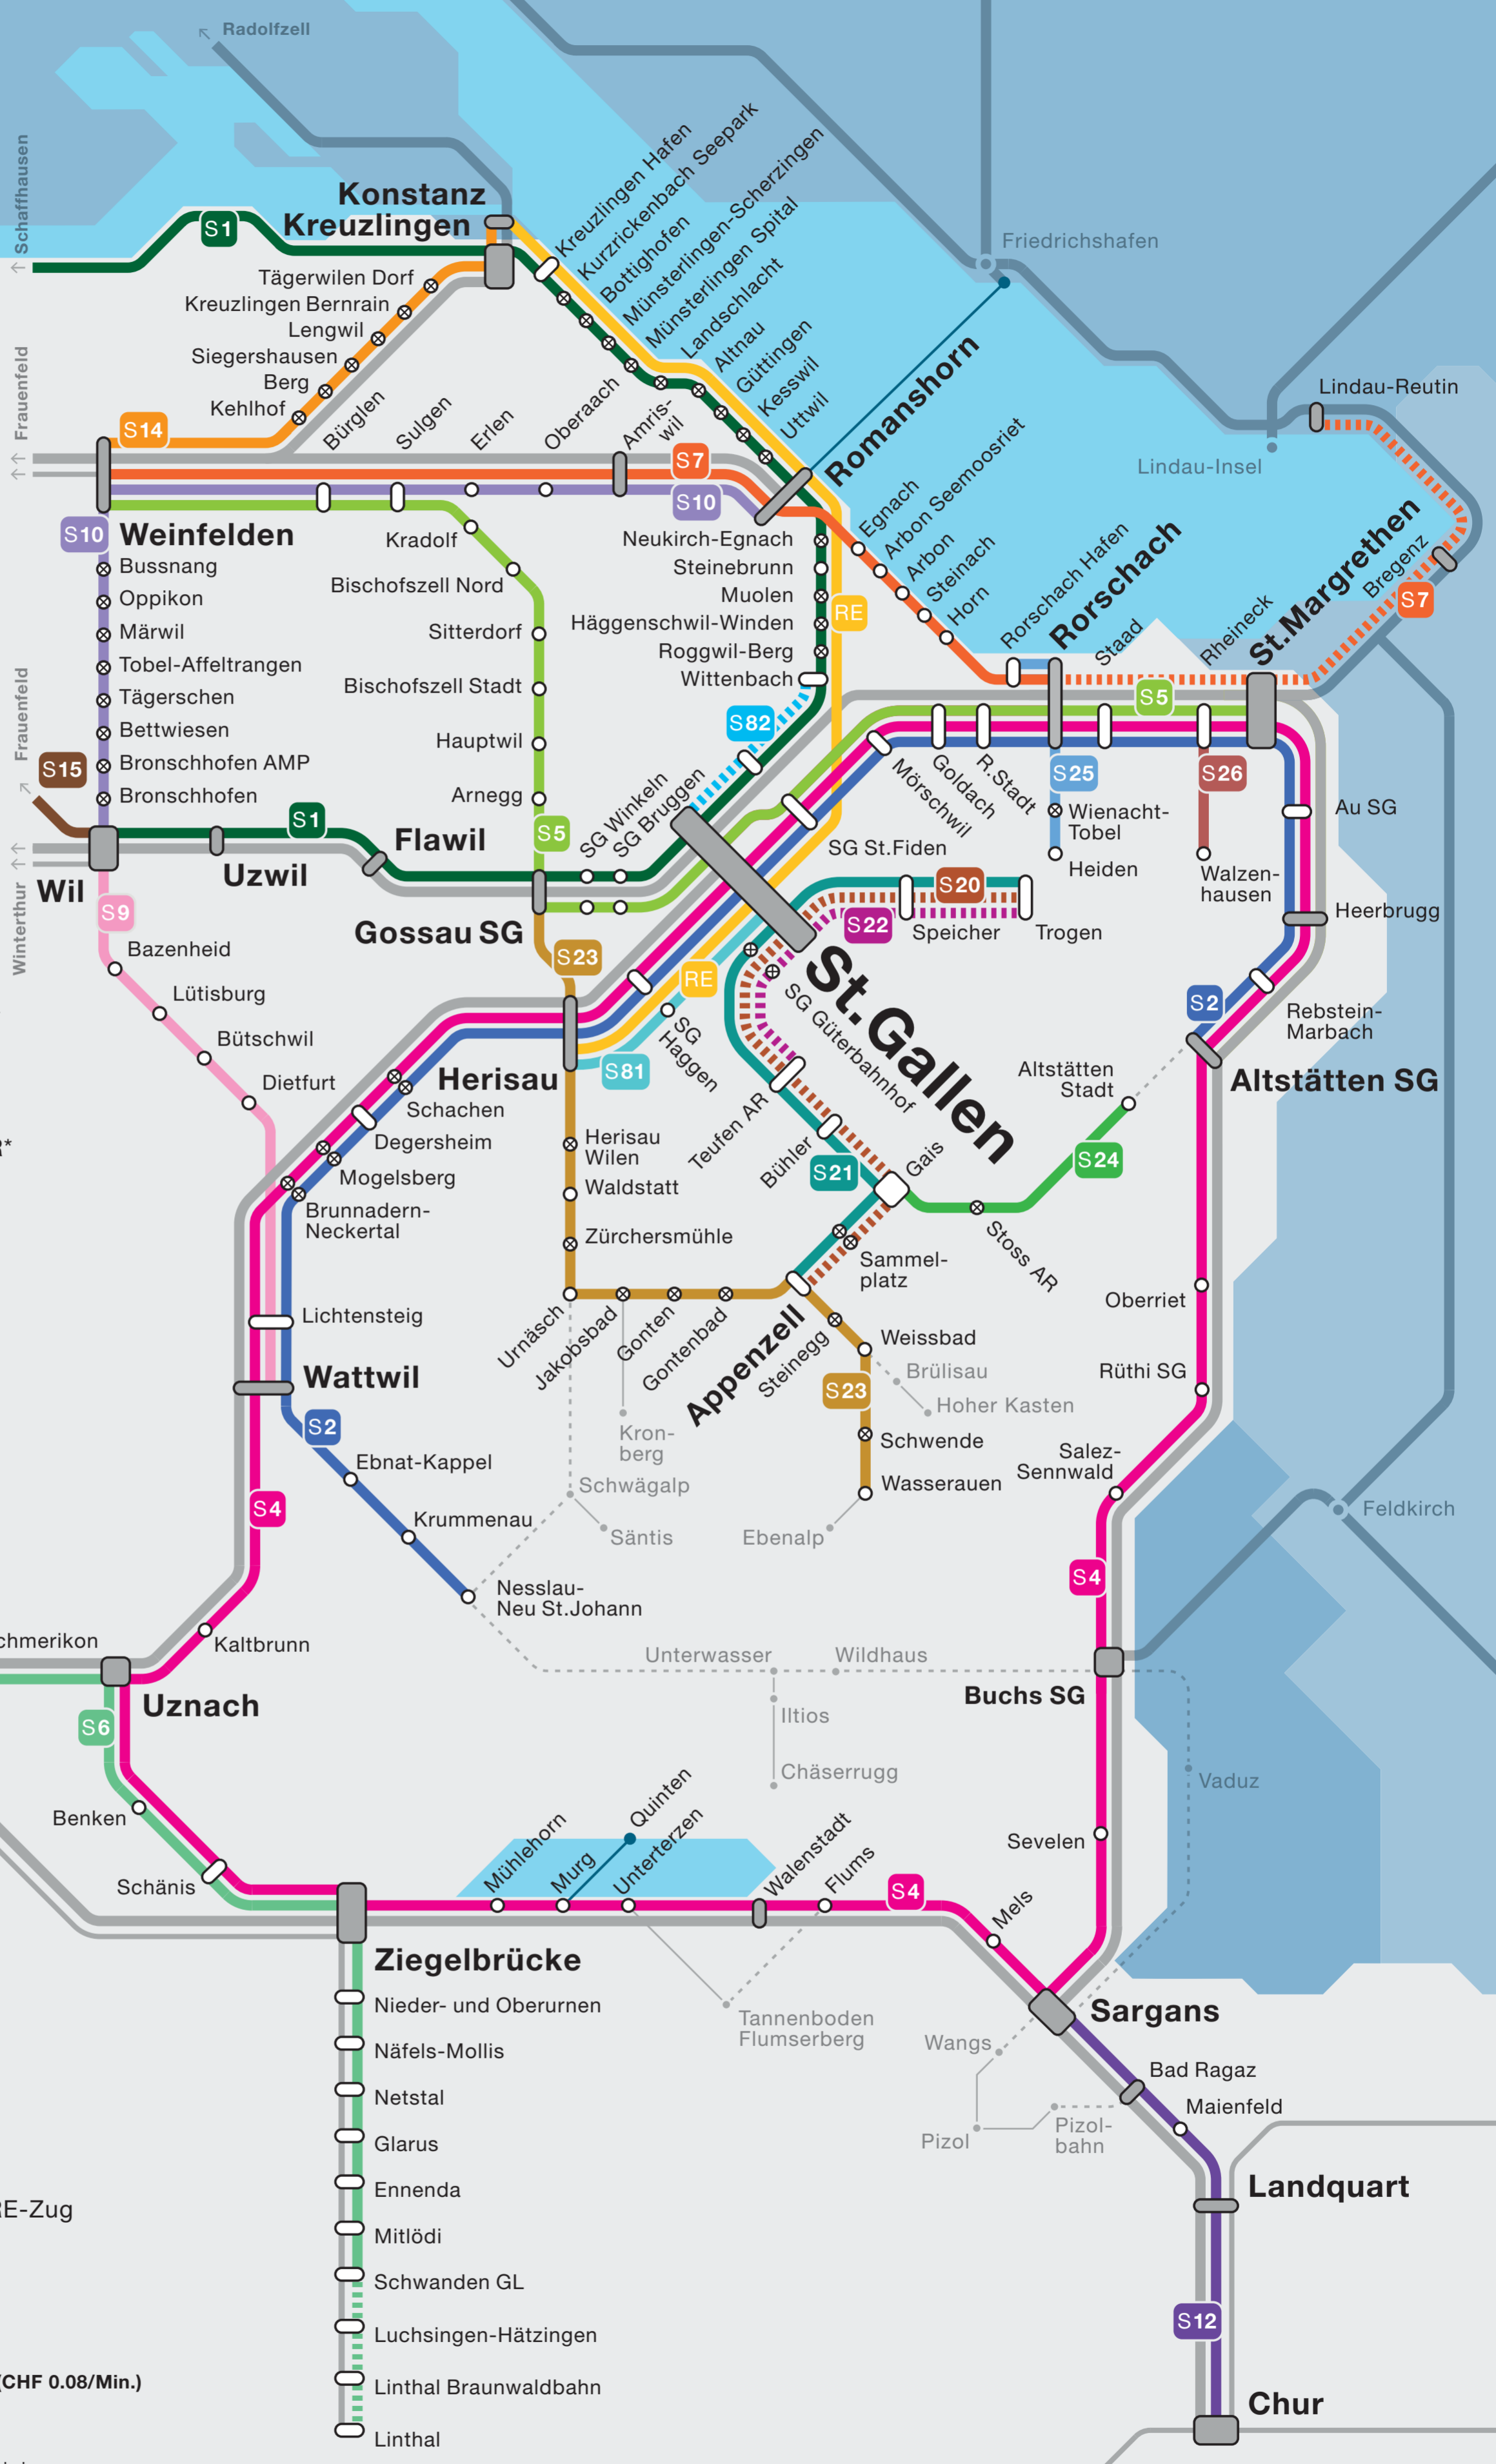 Radolfzell
Schaffhausen
Konstanz
Kreuzlingen
S1
Kreuzlingen Hafen
Kurzrickenbach Seepark
Bottighofen
Münsterlingen-Scherzingen
Münsterlingen Spital
Landschlacht
Altnau
Güttingen
Kesswil
Uttwil
Romanshorn
Friedrichshafen
Lindau-Reutin
Lindau-Insel
Tägerwilen Dorf
Kreuzlingen Bernrain
Lengwil
Siegershausen
Berg
Kehlhof
Frauenfeld
S14
Bürglen
Sulgen
Erlen
Oberaach
Amris-
wil
S7
S10
Egnach
Arbon Seemoosriet
Arbon
Steinach
Horn
Rorschach Hafen
Rorschach
Staad
Rheineck
St.Margrethen
Bregenz
S7
S10
Weinfelden
Bussnang
Oppikon
Märwil
Tobel-Affeltrangen
Tägerschen
Bettwiesen
Bronschhofen AMP
Bronschhofen
Kradolf
Bischofszell Nord
Sitterdorf
Bischofszell Stadt
Hauptwil
Arnegg
S5
Neukirch-Egnach
Steinebrunn
Muolen
Häggenschwil-Winden
Roggwil-Berg
Wittenbach
RE
S82
S5
Frauenfeld
S15
S1
Wil
Uzwil
Flawil
Gossau SG
SG Winkeln
SG Bruggen
Winterthur
S9
Mörschwil
Goldach
R.Stadt
S25
Wienacht-
Tobel
Heiden
S26
Walzen-
hausen
Au SG
Heerbrugg
SG St.Fiden
S20
S22
Speicher
Trogen
St.Gallen
S23
RE
SG
Haggen
S81
SG Güterbahnhof
Bazenheid
Lütisburg
Bütschwil
Dietfurt
Herisau
Schachen
Degersheim
Mogelsberg
Brunnadern-
Neckertal
Lichtensteig
Wattwil
S2
Rebstein-
Marbach
Altstätten SG
Altstätten
Stadt
S24
Stoss AR
Gais
Teufen AR
Bühler
S21
Sammel-
platz
Herisau
Wilen
Waldstatt
Zürchersmühle
Urnäsch
Jakobsbad
Gonten
Gontenbad
Appenzell
Steinegg
Weissbad
Brülisau
Hoher Kasten
S23
Schwende
Wasserauen
Ebenalp
Kron-
berg
Schwägalp
Säntis
Oberriet
Rüthi SG
Salez-
Sennwald
Feldkirch
S2
Ebnat-Kappel
Krummenau
Nesslau-
Neu St.Johann
S4
S4
Kaltbrunn
chmerikon
Uznach
S6
Unterwasser
Wildhaus
Iltios
Chäserrugg
Buchs SG
Vaduz
Sevelen
Benken
Schänis
Mühlehorn
Murg
Quinten
Unterterzen
Walenstadt
Flums
S4
Mels
Ziegelbrücke
Tannenboden
Flumserberg
Sargans
Wangs
Pizol
Pizol-
bahn
Bad Ragaz
Maienfeld
Landquart
S12
Chur
Nieder- und Oberurnen
Näfels-Mollis
Netstal
Glarus
Ennenda
Mitlödi
Schwanden GL
Luchsingen-Hätzingen
Linthal Braunwaldbahn
Linthal
E-Zug
(CHF 0.08/Min.)